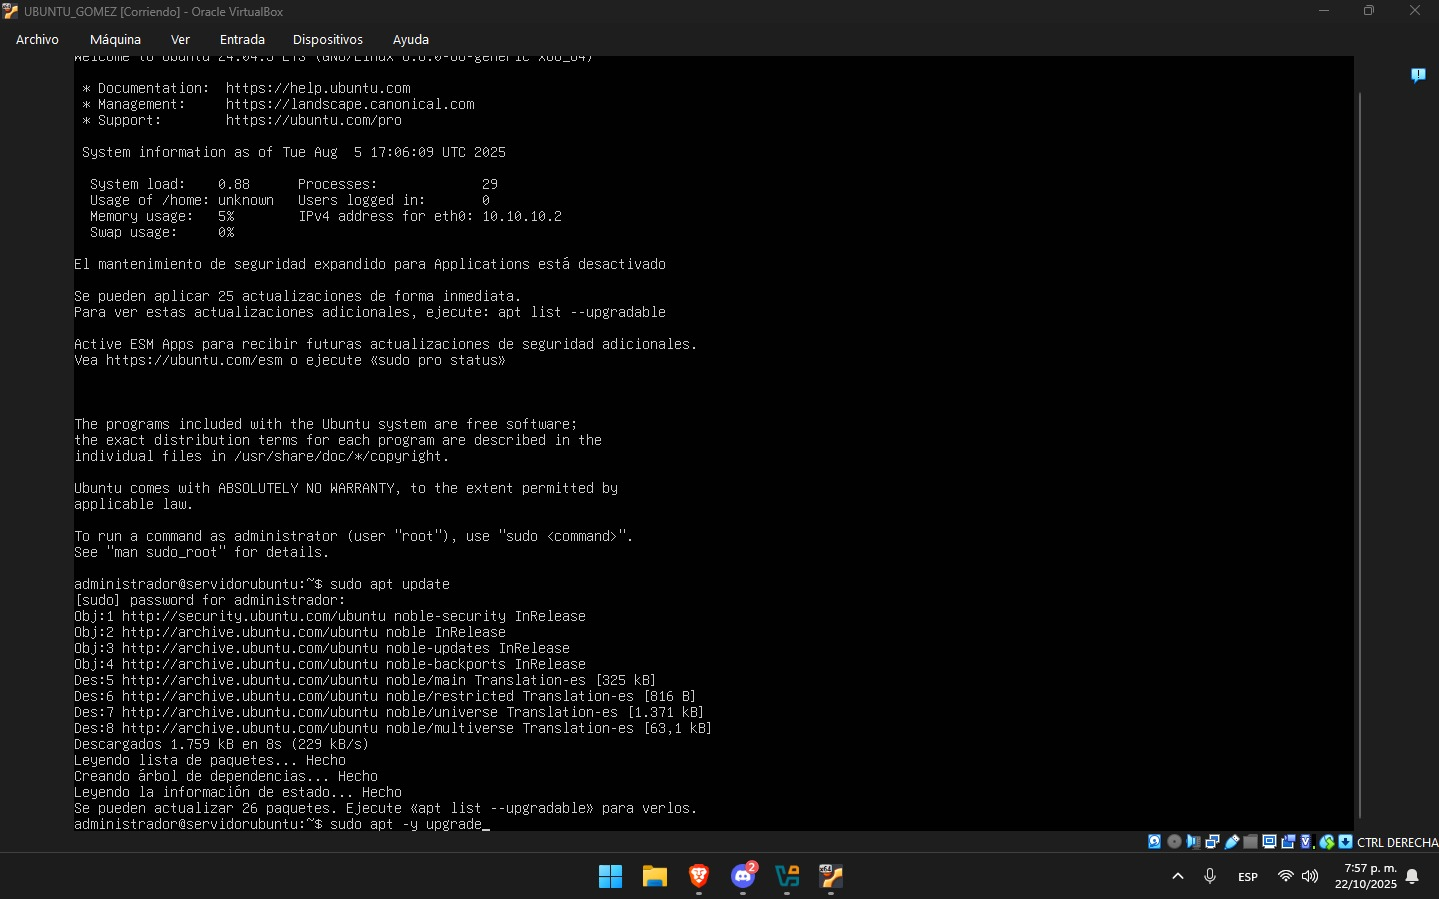 UBUNTU_GOMEZ [Corriendo] - Oracle VirtualBox
Archivo Máquina Ver Entrada Dispositivos Ayuda
* Documentation: https://help.ubuntu.com
* Management: https://landscape.canonical.com
* Support: https://ubuntu.com/pro
System information as of Tue Aug 5 17:06:09 UTC 2025
System load: 0.88 Processes: 29
Usage of /home: unknown Users logged in: 0
Memory usage: 5% IPv4 address for eth0: 10.10.10.2
Swap usage: 0%
El mantenimiento de seguridad expandido para Applications está desactivado
Se pueden aplicar 25 actualizaciones de forma inmediata.
Para ver estas actualizaciones adicionales, ejecute: apt list --upgradable
Active ESM Apps para recibir futuras actualizaciones de seguridad adicionales.
Vea https://ubuntu.com/esm o ejecute «sudo pro status»
The programs included with the Ubuntu system are free software;
the exact distribution terms for each program are described in the
individual files in /usr/share/doc/*/copyright.
Ubuntu comes with ABSOLUTELY NO WARRANTY, to the extent permitted by
applicable law.
To run a command as administrator (user "root"), use "sudo <command>".
See "man sudo_root" for details.
administrador@servidorubuntu:~$ sudo apt update
[sudo] password for administrador:
Obj:1 http://security.ubuntu.com/ubuntu noble-security InRelease
Obj:2 http://archive.ubuntu.com/ubuntu noble InRelease
Obj:3 http://archive.ubuntu.com/ubuntu noble-updates InRelease
Obj:4 http://archive.ubuntu.com/ubuntu noble-backports InRelease
Des:5 http://archive.ubuntu.com/ubuntu noble/main Translation-es [325 kB]
Des:6 http://archive.ubuntu.com/ubuntu noble/restricted Translation-es [816 B]
Des:7 http://archive.ubuntu.com/ubuntu noble/universe Translation-es [1.371 kB]
Des:8 http://archive.ubuntu.com/ubuntu noble/multiverse Translation-es [63,1 kB]
Descargados 1.759 kB en 8s (229 kB/s)
Leyendo lista de paquetes... Hecho
Creando árbol de dependencias... Hecho
Leyendo la información de estado... Hecho
Se pueden actualizar 26 paquetes. Ejecute «apt list --upgradable» para verlos.
administrador@servidorubuntu:~$ sudo apt -y upgrade_
CTRL DERECHA
2
ESP
7:57 p. m.
22/10/2025